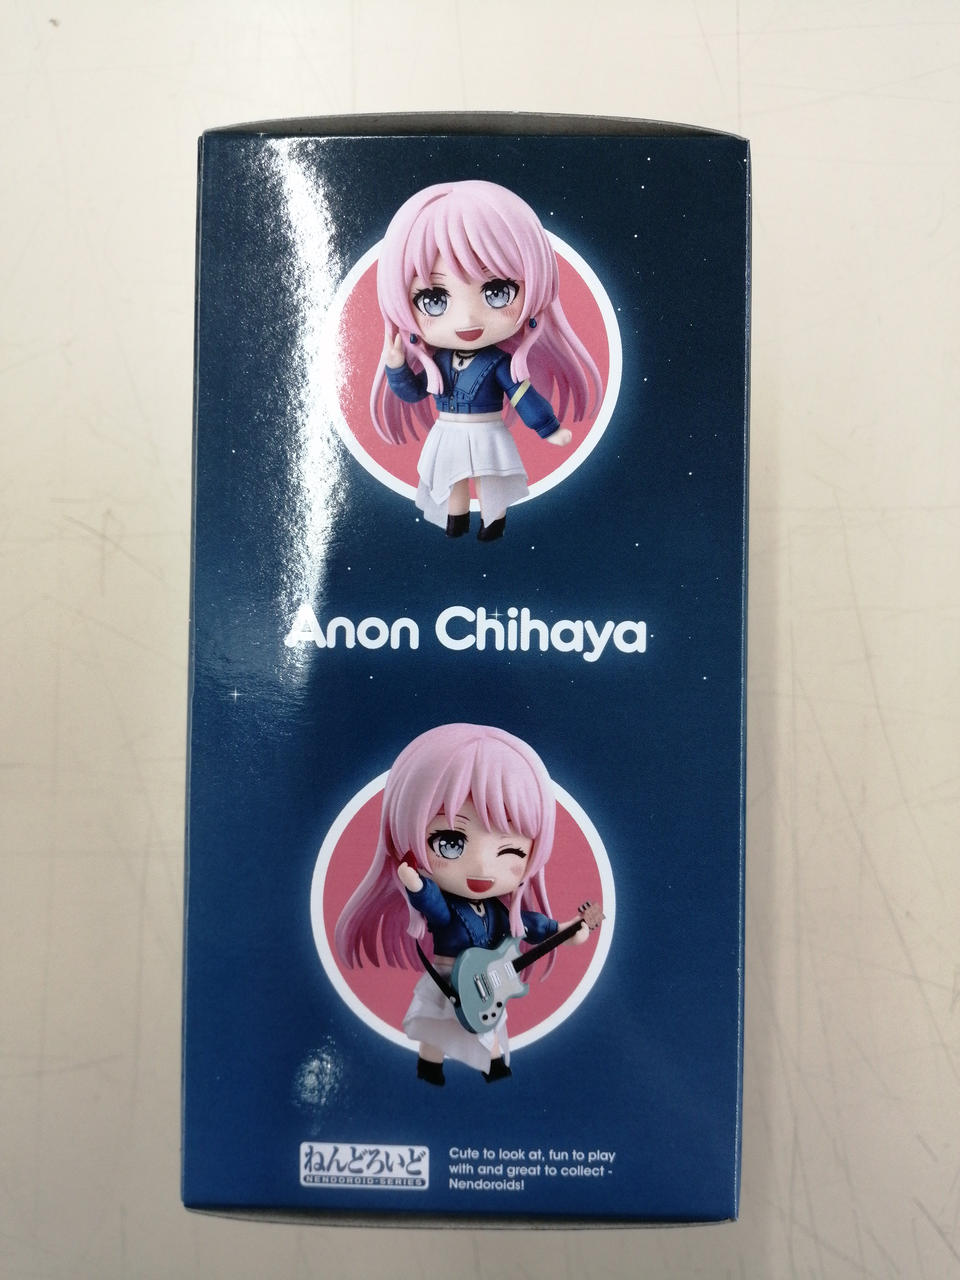 Anon Chihaya
ねんどろいど
NENDOROID SERIES
Cute to look at, fun to play
with and great to collect -
Nendoroids!